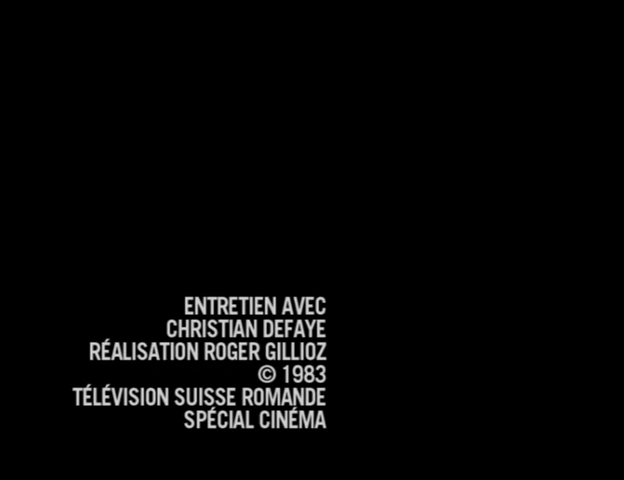 ENTRETIEN AVEC
CHRISTIAN DEFAYE
RÉALISATION ROGER GILLIOZ
© 1983
TÉLÉVISION SUISSE ROMANDE
SPÉCIAL CINÉMA